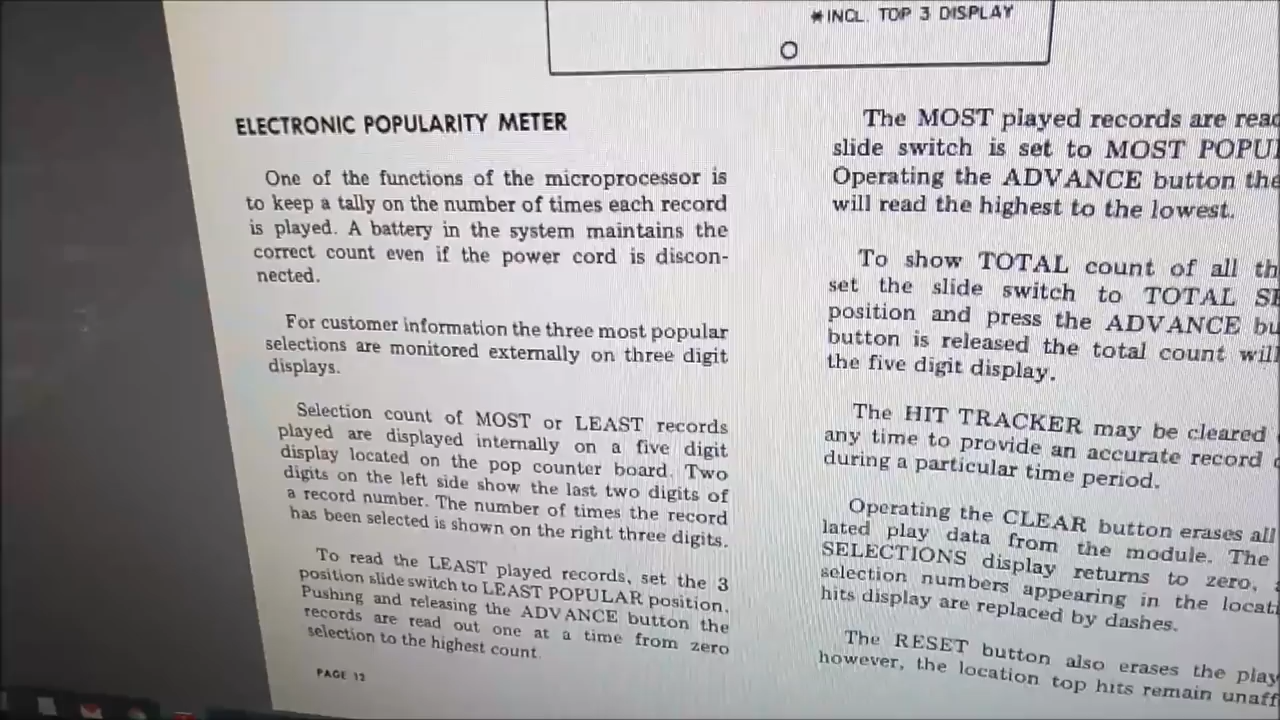 *INCL. TOP 3 DISPLAY
ELECTRONIC POPULARITY METER
One of the functions of the microprocessor is
to keep a tally on the number of times each record
is played. A battery in the system maintains the
correct count even if the power cord is discon-
nected.
For customer information the three most popular
selections are monitored externally on three digit
displays.
Selection count of MOST or LEAST records
played are displayed internally on a five digit
display located on the pop counter board. Two
digits on the left side show the last two digits of
a record number. The number of times the record
has been selected is shown on the right three digits.
To read the LEAST played records, set the 3
position slide switch to LEAST POPULAR position.
Pushing and releasing the ADVANCE button the
records are read out one at a time from zero
selection to the highest count.
PAGE 12
The MOST played records are
slide switch is set to MOST
Operating the ADVANCE button
will read the highest to the lowest.
To show TOTAL count of all
set the slide switch to TOTAL
position and press the ADVANCE
button is released the total count
the five digit display.
The HIT TRACKER may be cleared
any time to provide an accurate record
during a particular time period.
Operating the CLEAR button erases all
lated play data from the module. The
SELECTIONS display returns to zero,
selection numbers appearing in the
hits display are replaced by dashes.
The RESET button also erases the play
however, the location top hits remain